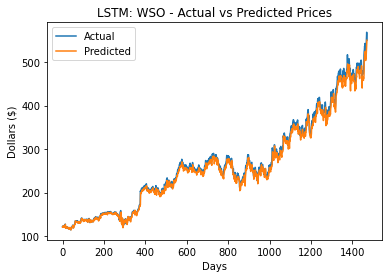 LSTM: WSO - Actual vs Predicted Prices
Actual
Predicted
Dollars ($)
500
400
300
200
100
0 200 400 600 800 1000 1200 1400
Days